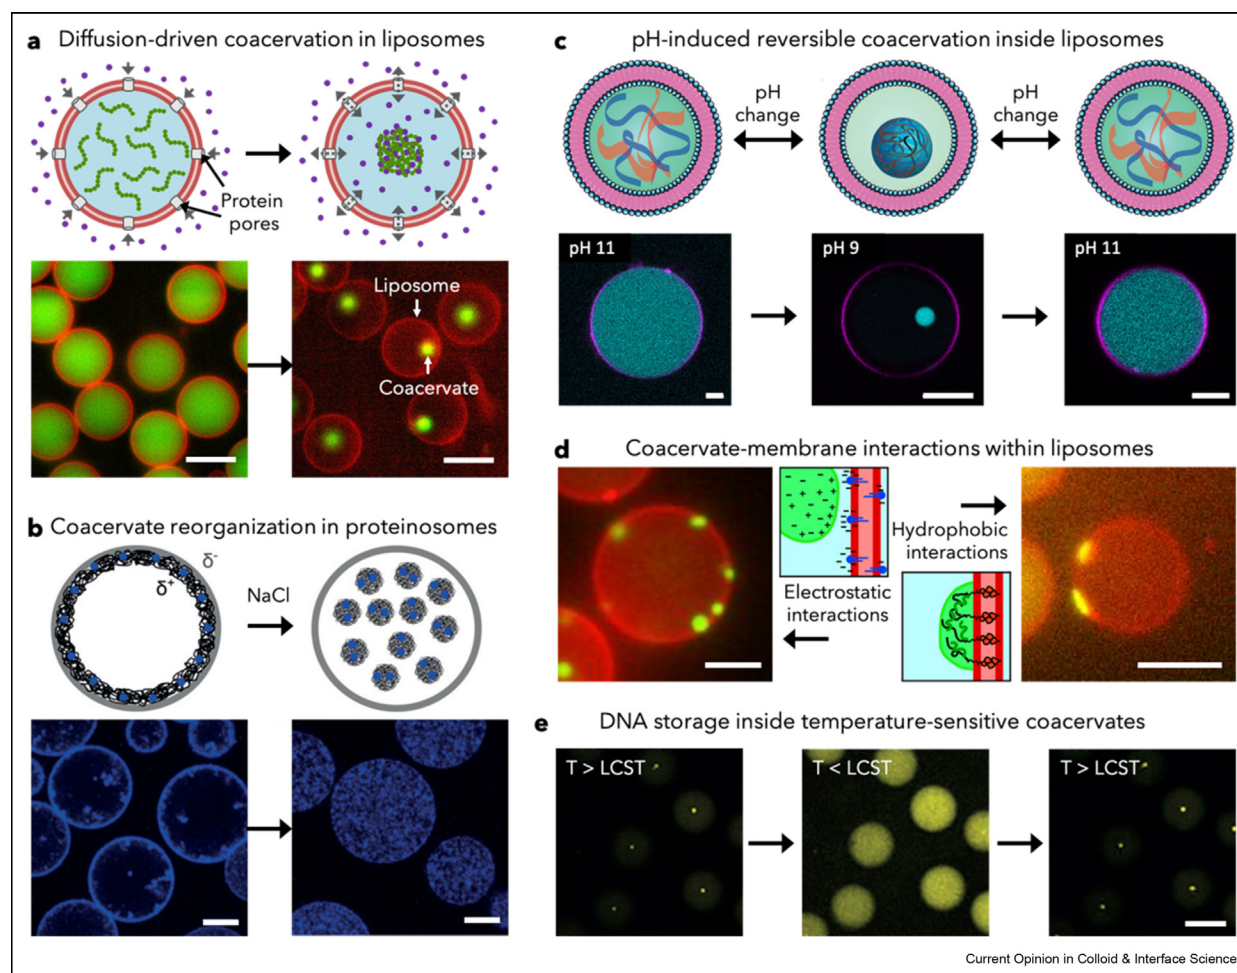 a Diffusion-driven coacervation in liposomes
Protein
pores
Liposome
Coacervate
b Coacervate reorganization in proteinosomes
δ-
δ+
NaCl
c pH-induced reversible coacervation inside liposomes
pH
change
pH
change
pH 11
pH 9
pH 11
d Coacervate-membrane interactions within liposomes
Hydrophobic
interactions
Electrostatic
interactions
e DNA storage inside temperature-sensitive coacervates
T > LCST
T < LCST
T > LCST
Current Opinion in Colloid & Interface Science